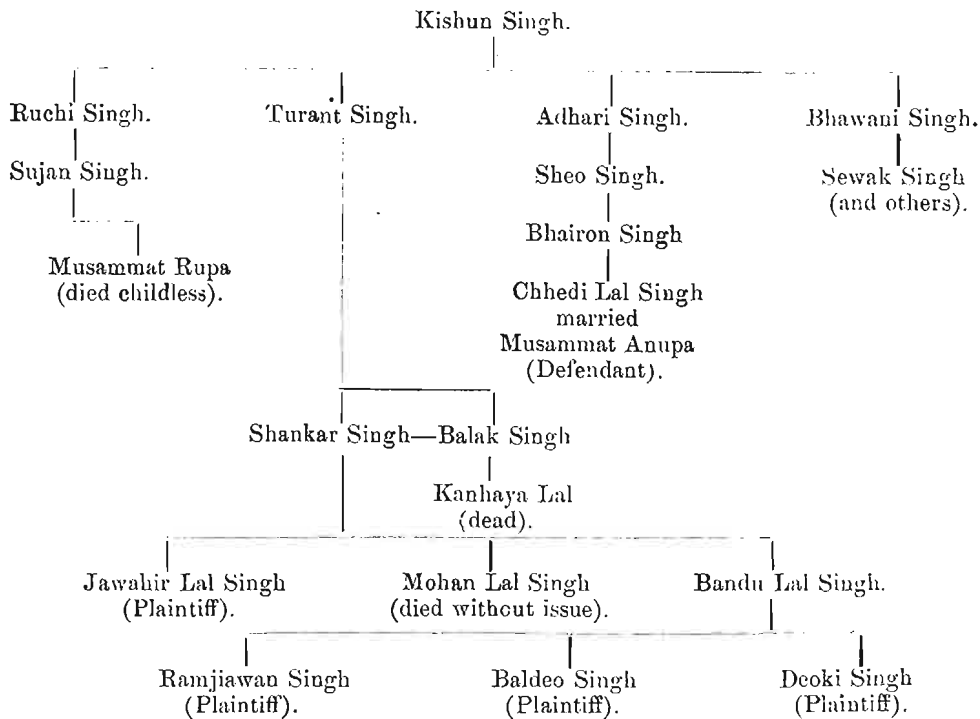 Kishun Singh.
Ruchi Singh. Turant Singh. Adhari Singh. Bhawani Singh.
Sujan Singh. Sheo Singh. Sewak Singh
(and others).
Bhairon Singh
Musammat Rupa
(died childless).
Chhedi Lal Singh
married
Musammat Anupa
(Defendant).
Shankar Singh—Balak Singh
Kanhaya Lal
(dead).
Jawahir Lal Singh Mohan Lal Singh Bandu Lal Singh.
(Plaintiff). (died without issue).
Ramjiawan Singh Baldeo Singh Deoki Singh
(Plaintiff). (Plaintiff). (Plaintiff).